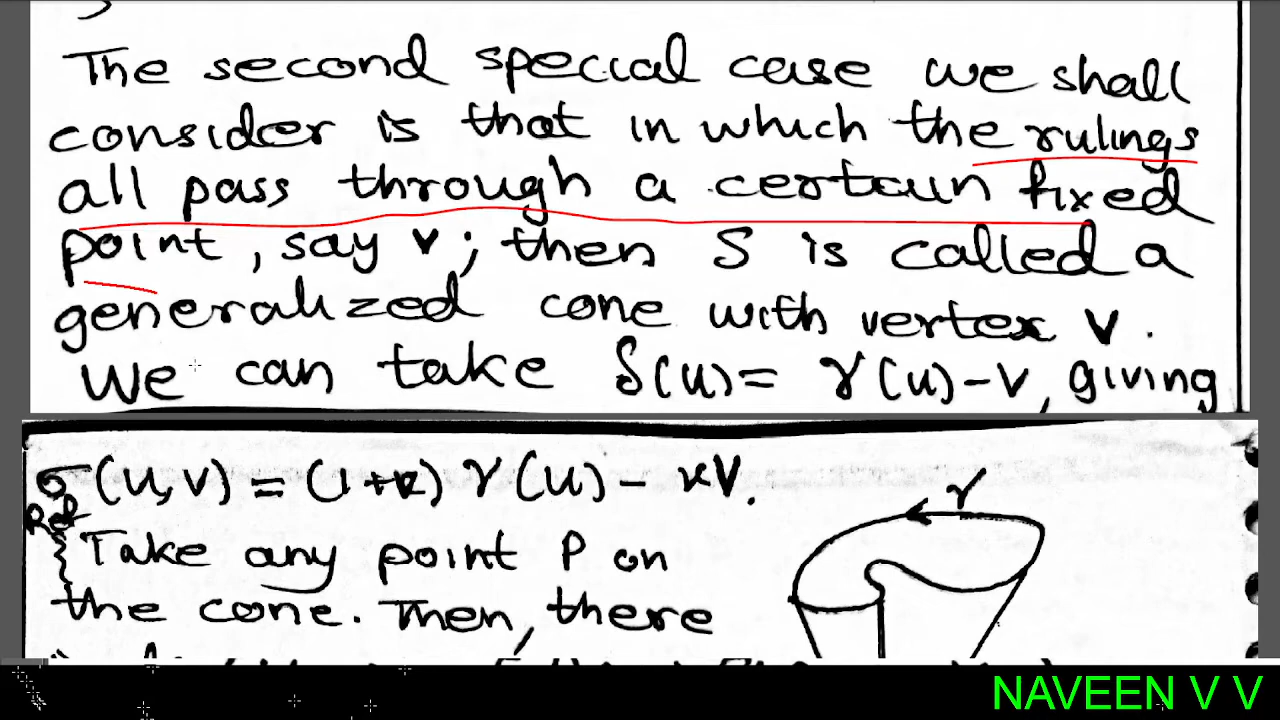 The second special case we shall
consider is that in which the rulings
all pass through a certain fixed
point, say v; then S is called a
generalized cone with vertex v.
We can take δ(u)= γ(u)-v, giving
σ(u,v) = (1+v) γ(u) - vV.
Ref
γ
Take any point P on
the cone. Then, there
NAVEEN V V